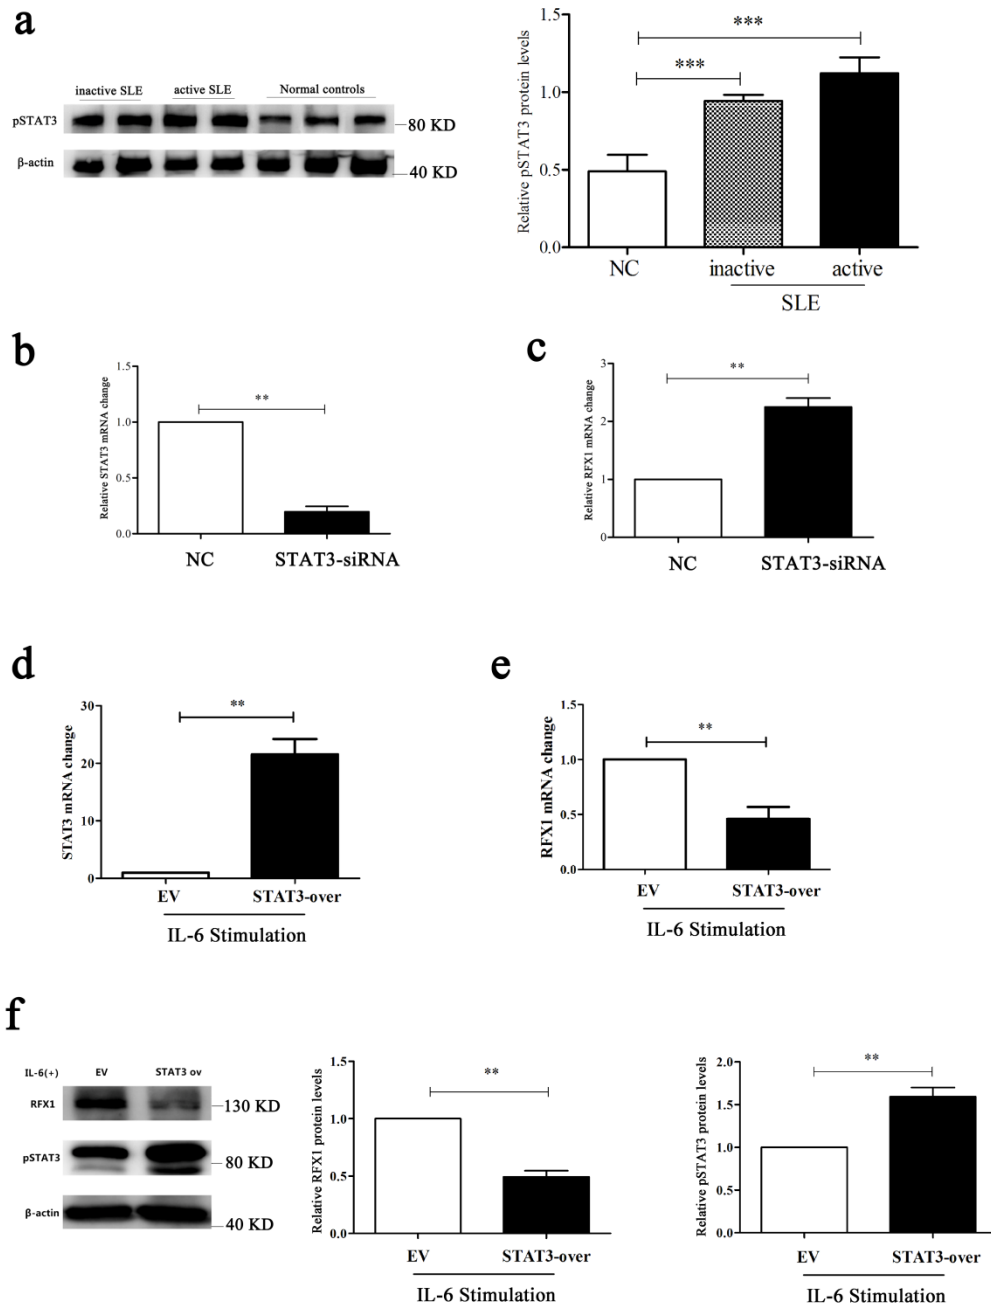 a
inactive SLE active SLE Normal controls
pSTAT3
80 KD
β-actin
40 KD
Relative pSTAT3 protein levels
1.5
1.0
0.5
0.0
***
***
NC inactive active
SLE
b
Relative STAT3 mRNA change
1.5
1.0
0.5
0.0
**
NC STAT3-siRNA
c
Relative RFX1 mRNA change
3
2
1
0
**
NC STAT3-siRNA
d
STAT3 mRNA change
30
20
10
0
**
EV STAT3-over
IL-6 Stimulation
e
RFX1 mRNA change
1.5
1.0
0.5
0.0
**
EV STAT3-over
IL-6 Stimulation
f
IL-6(+) EV STAT3 ov
RFX1
130 KD
pSTAT3
80 KD
β-actin
40 KD
Relative RFX1 protein levels
1.5
1.0
0.5
0.0
**
EV STAT3-over
IL-6 Stimulation
Relative pSTAT3 protein levels
2.0
1.5
1.0
0.5
0.0
**
EV STAT3-over
IL-6 Stimulation